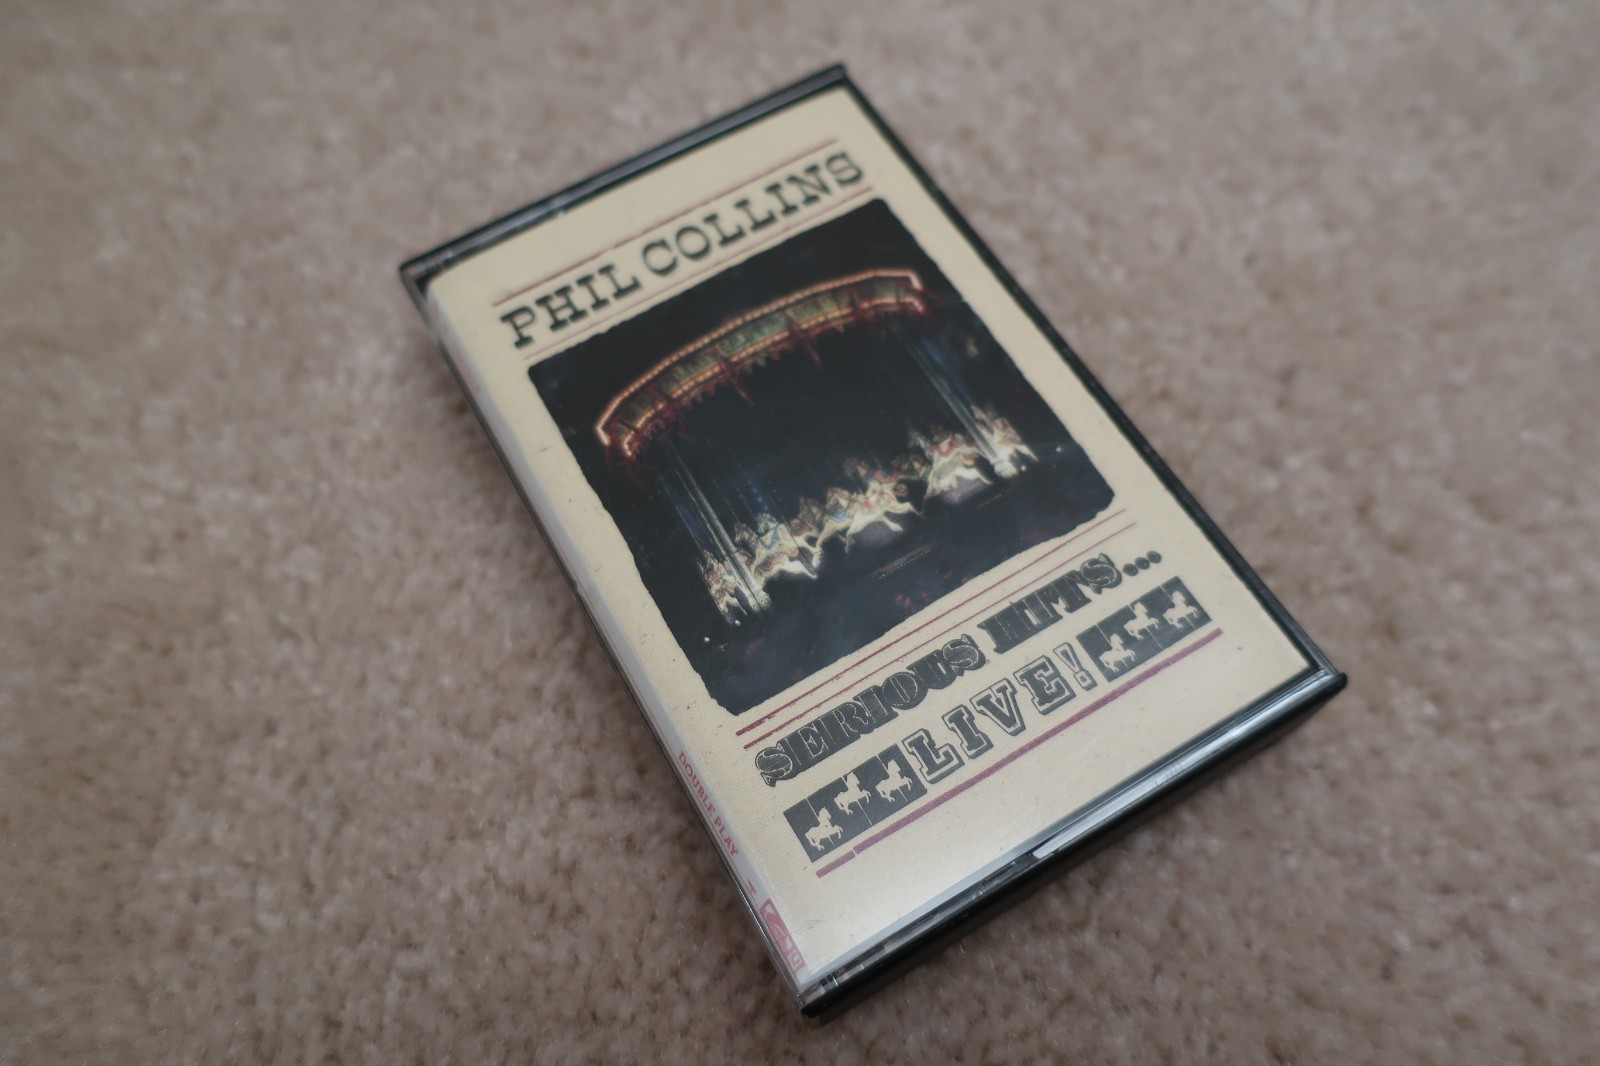 PHIL COLLINS
SERIOUS HITS...
LIVE!
DOUBLE PLAY